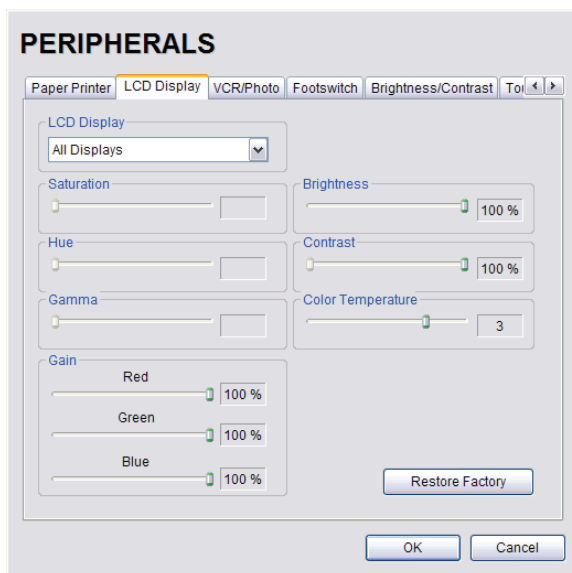 PERIPHERALS
Paper Printer LCD Display VCR/Photo Footswitch Brightness/Contrast
LCD Display
All Displays
Saturation
Brightness
100 %
Hue
Contrast
100 %
Gamma
Color Temperature
3
Gain
Red
100 %
Green
100 %
Blue
100 %
Restore Factory
OK Cancel